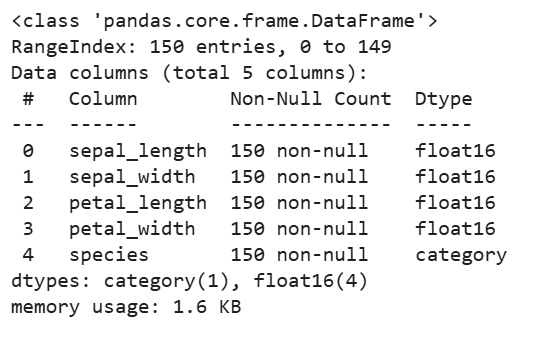 <class 'pandas.core.frame.DataFrame'>
RangeIndex: 150 entries, 0 to 149
Data columns (total 5 columns):
 #   Column        Non-Null Count  Dtype
---  ------        --------------  -----
 0   sepal_length  150 non-null    float16
 1   sepal_width   150 non-null    float16
 2   petal_length  150 non-null    float16
 3   petal_width   150 non-null    float16
 4   species       150 non-null    category
dtypes: category(1), float16(4)
memory usage: 1.6 KB